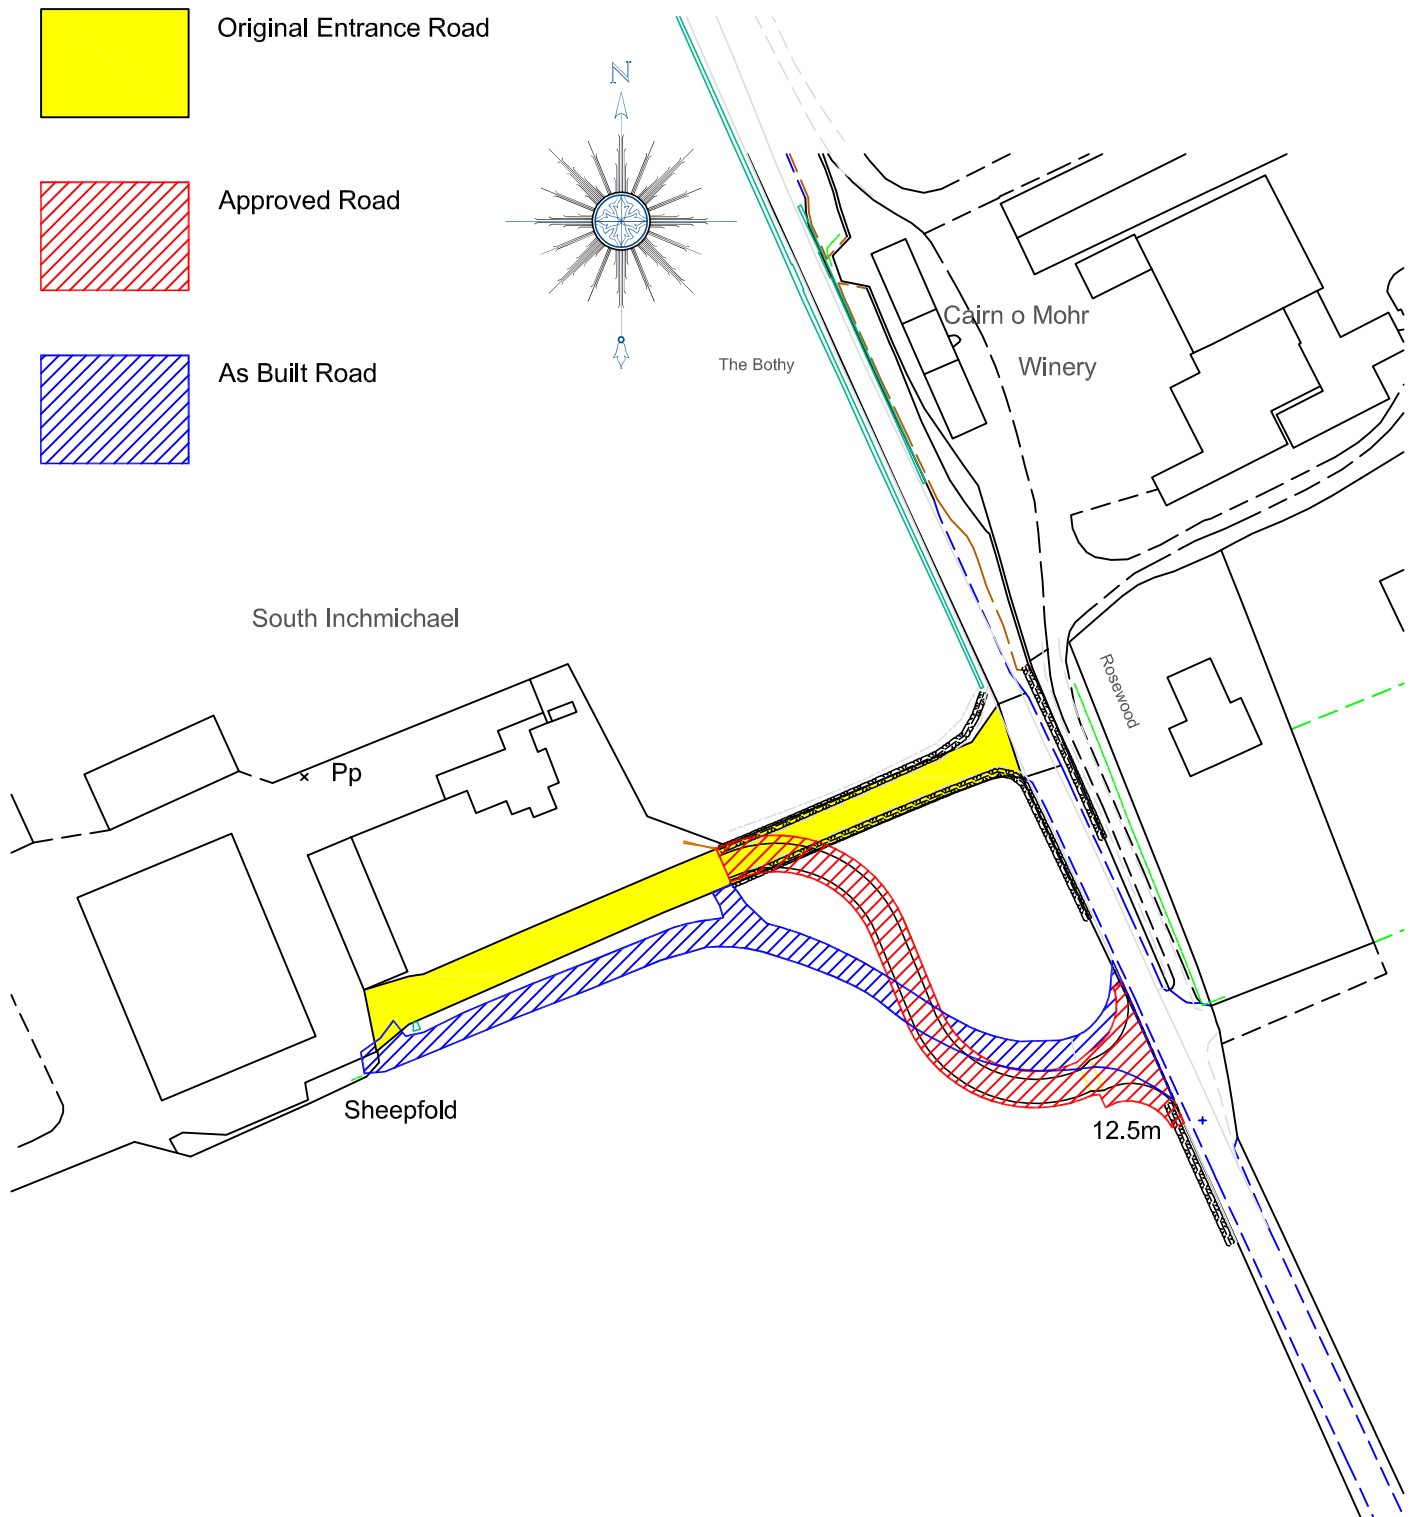 Original Entrance Road
N
Approved Road
As Built Road
Cairn o Mohr
Winery
The Bothy
South Inchmichael
Rosewood
Pp
Sheepfold
12.5m